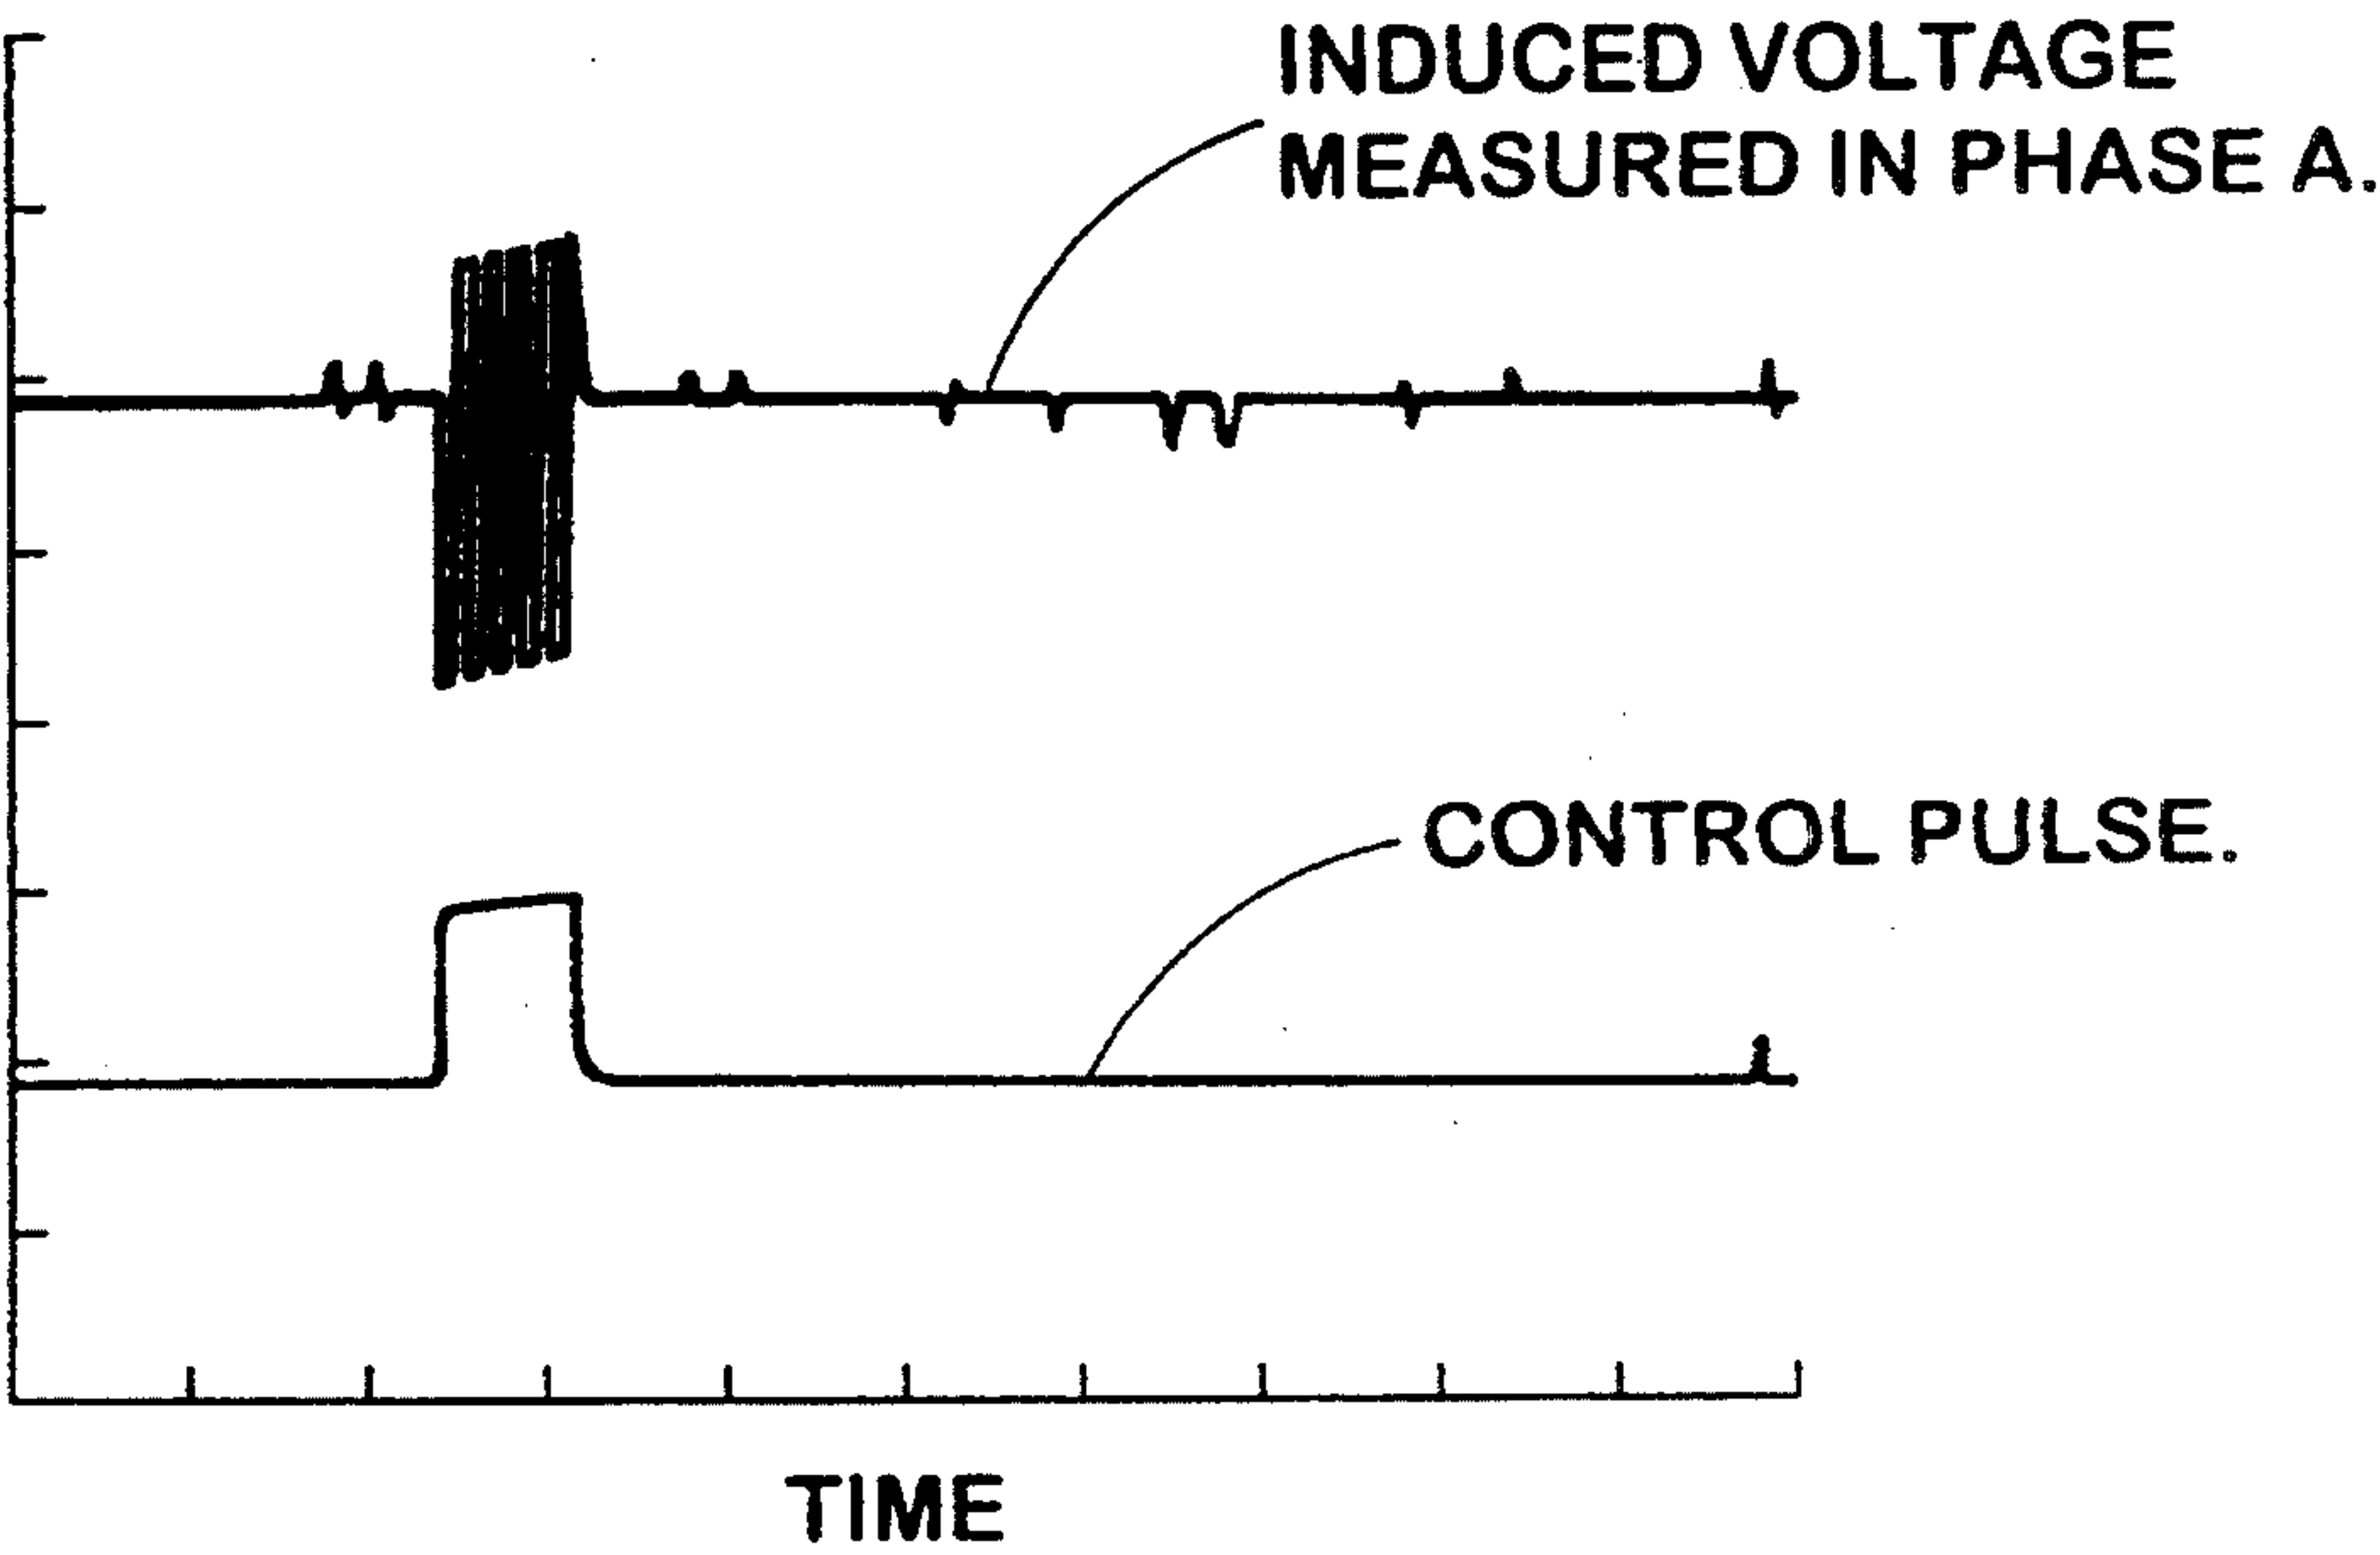 INDUCED VOLTAGE
MEASURED IN PHASE A.
CONTROL PULSE.
TIME